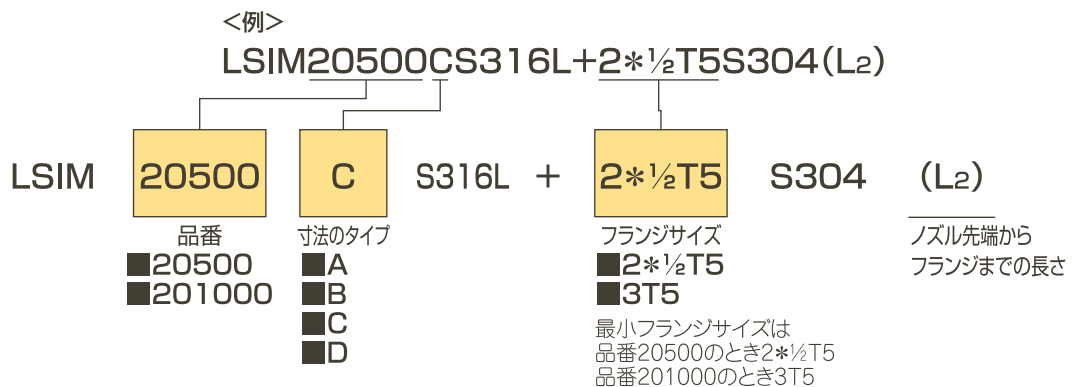 <例>
LSIM20500CS316L+2*½T5S304(L₂)
LSIM 20500 C S316L + 2*½T5 S304 (L₂)
品番 寸法のタイプ フランジサイズ ノズル先端から
フランジまでの長さ
■20500 ■A ■2*½T5
■201000 ■B ■3T5
■C
■D
最小フランジサイズは
品番20500のとき2*½T5
品番201000のとき3T5